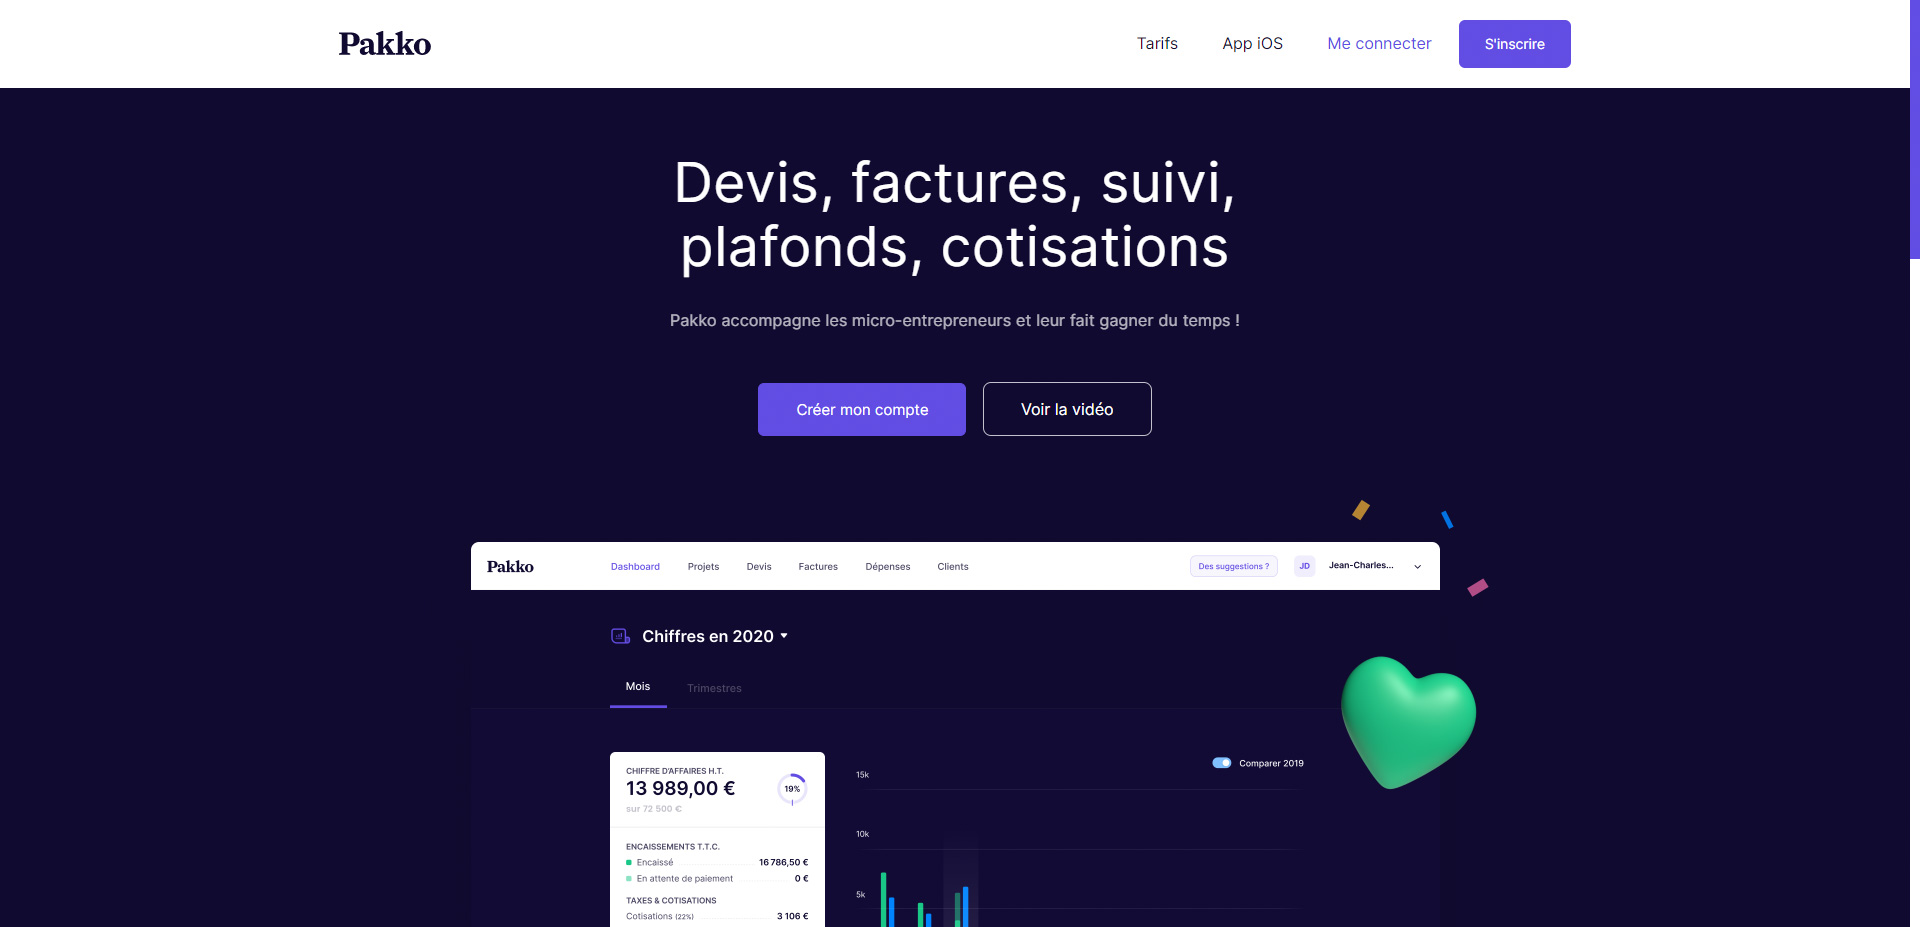 Pakko
Tarifs
App iOS
Me connecter
S'inscrire
Devis, factures, suivi,
plafonds, cotisations
Pakko accompagne les micro-entrepreneurs et leur fait gagner du temps !
Créer mon compte
Voir la vidéo
Pakko
Dashboard
Projets
Devis
Factures
Dépenses
Clients
Des suggestions ?
JD
Jean-Charles...
Chiffres en 2020
Mois
Trimestres
CHIFFRE D'AFFAIRES H.T.
13 989,00 €
sur 72 500 €
19%
ENCAISSEMENTS T.T.C.
Encaissé 16 786,50 €
En attente de paiement 0 €
TAXES & COTISATIONS
Cotisations (22%) 3 106 €
Comparer 2019
15k
10k
5k